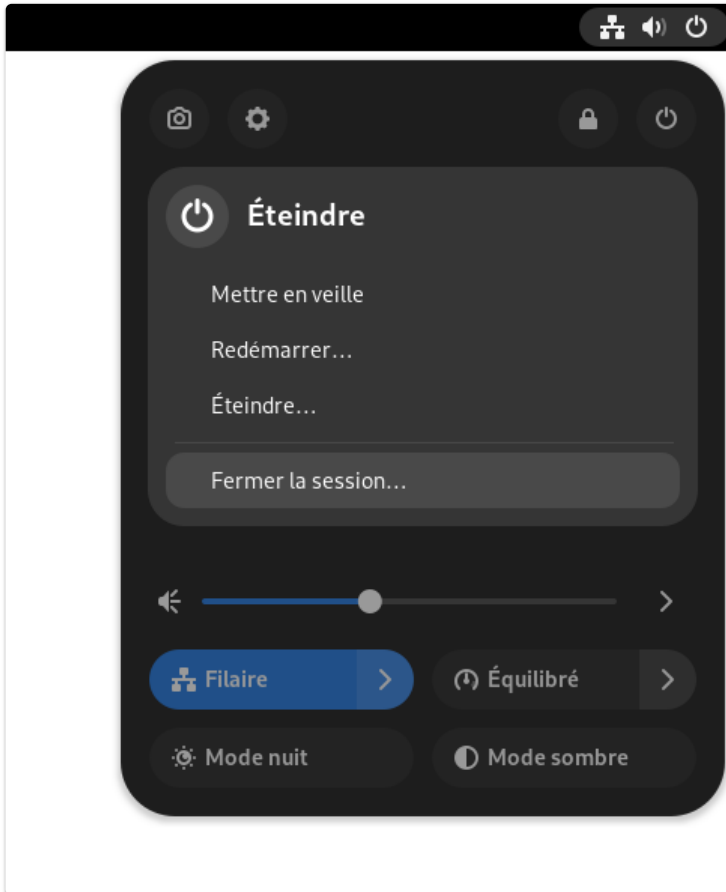 Éteindre
Mettre en veille
Redémarrer…
Éteindre…
Fermer la session…
Filaire
Équilibré
Mode nuit
Mode sombre